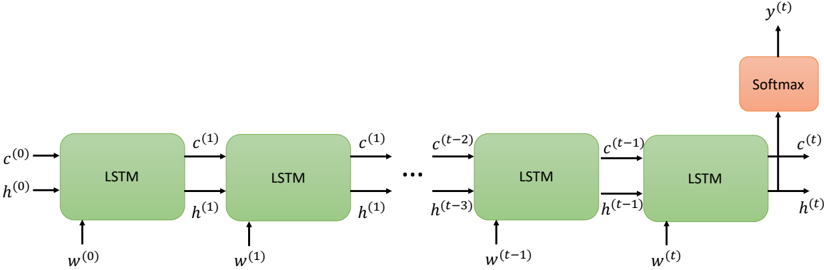 y^(t)
Softmax
c^(0) LSTM c^(1) LSTM c^(1) ... c^(t−2) LSTM c^(t−1) LSTM c^(t)
h^(0) h^(1) h^(1) h^(t−3) h^(t−1) h^(t)
w^(0) w^(1) w^(t−1) w^(t)